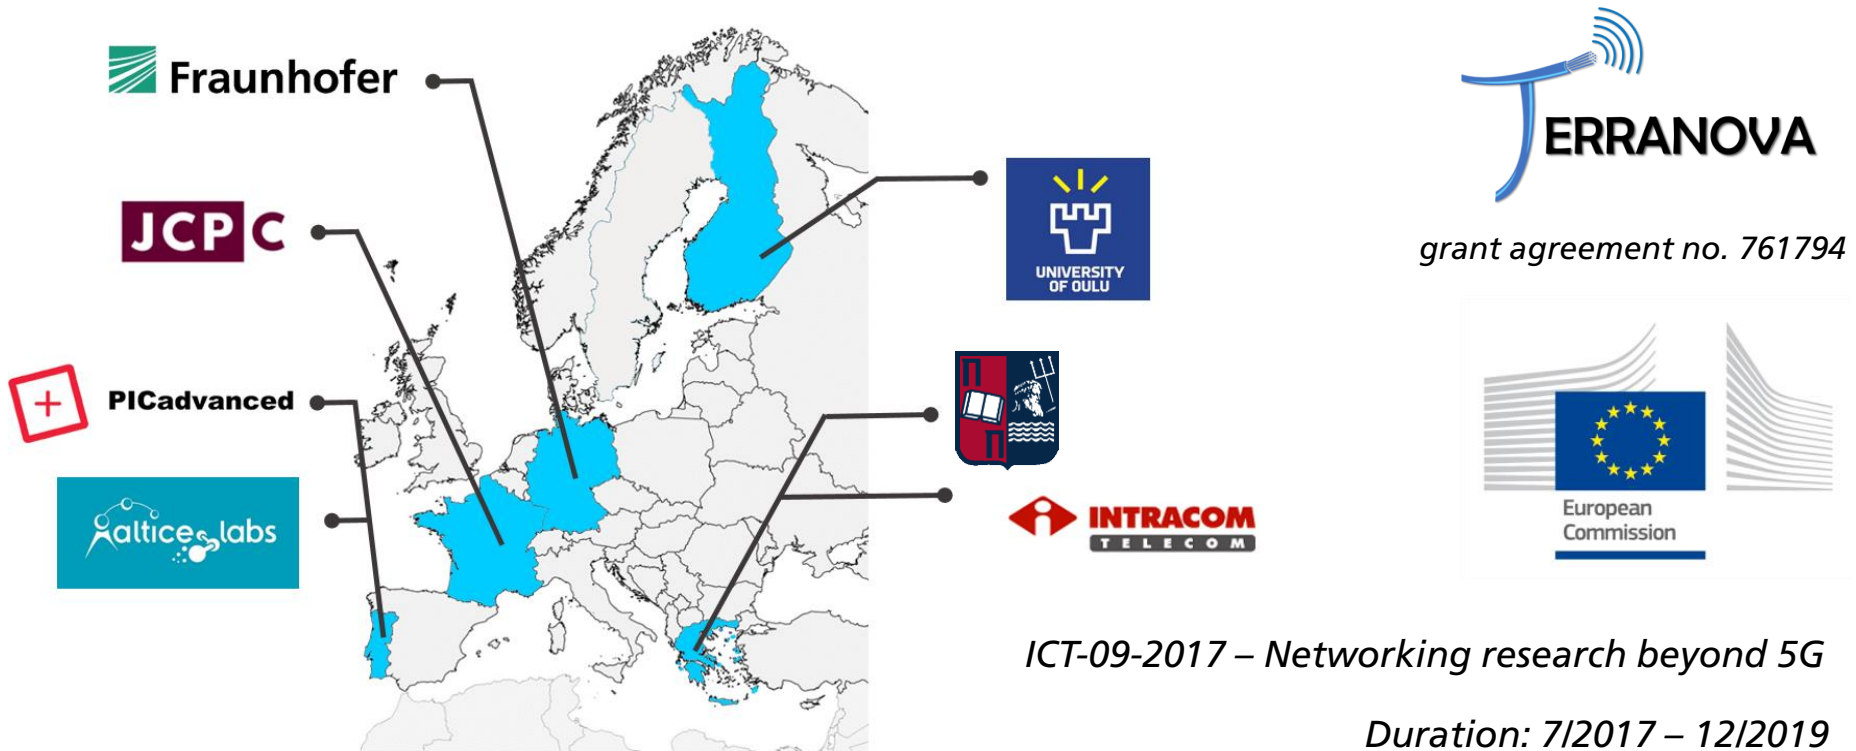 Fraunhofer
JCP C
PICadvanced
altice labs
UNIVERSITY
OF OULU
INTRACOM
TELECOM
TERRANOVA
grant agreement no. 761794
European
Commission
ICT-09-2017 – Networking research beyond 5G
Duration: 7/2017 – 12/2019